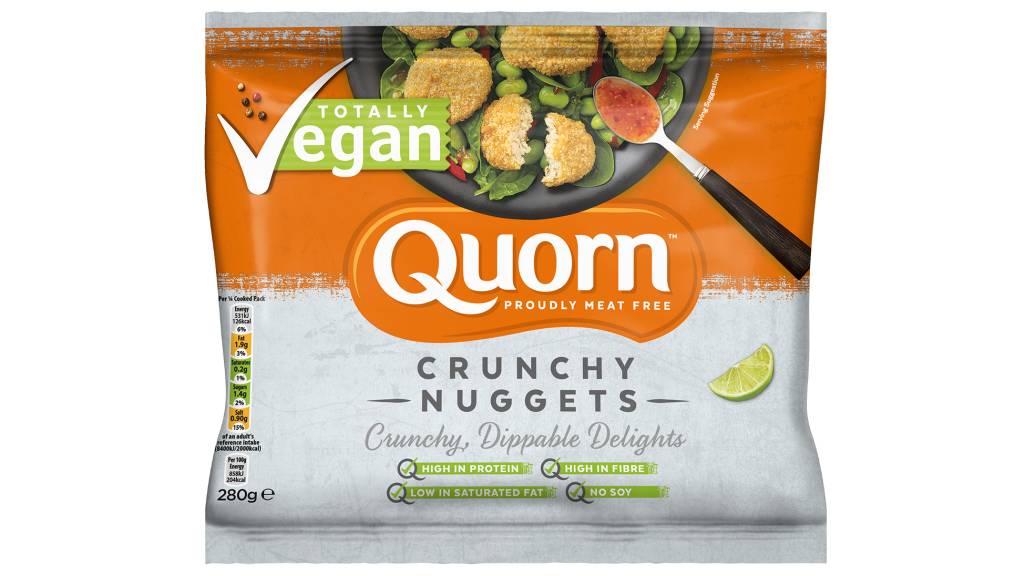 TOTALLY
Vegan
Serving Suggestion
Quorn™
PROUDLY MEAT FREE
CRUNCHY
NUGGETS
Crunchy, Dippable Delights
HIGH IN PROTEIN
HIGH IN FIBRE
LOW IN SATURATED FAT
NO SOY
Per ¼ Cooked Pack
Energy
531kJ
126kcal
6%
Fat
1.9g
3%
Saturates
0.2g
1%
Sugars
1.4g
2%
Salt
0.90g
15%
of an adult's
reference intake
(8400kJ/2000kcal)
Per 100g
Energy
858kJ
204kcal
280g ℮